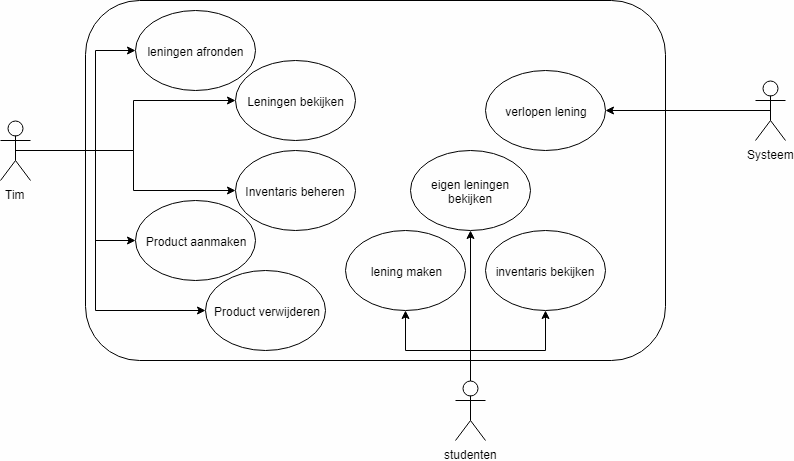 leningen afronden
Leningen bekijken
verlopen lening
Systeem
Tim
Inventaris beheren
eigen leningen
bekijken
Product aanmaken
lening maken
inventaris bekijken
Product verwijderen
studenten